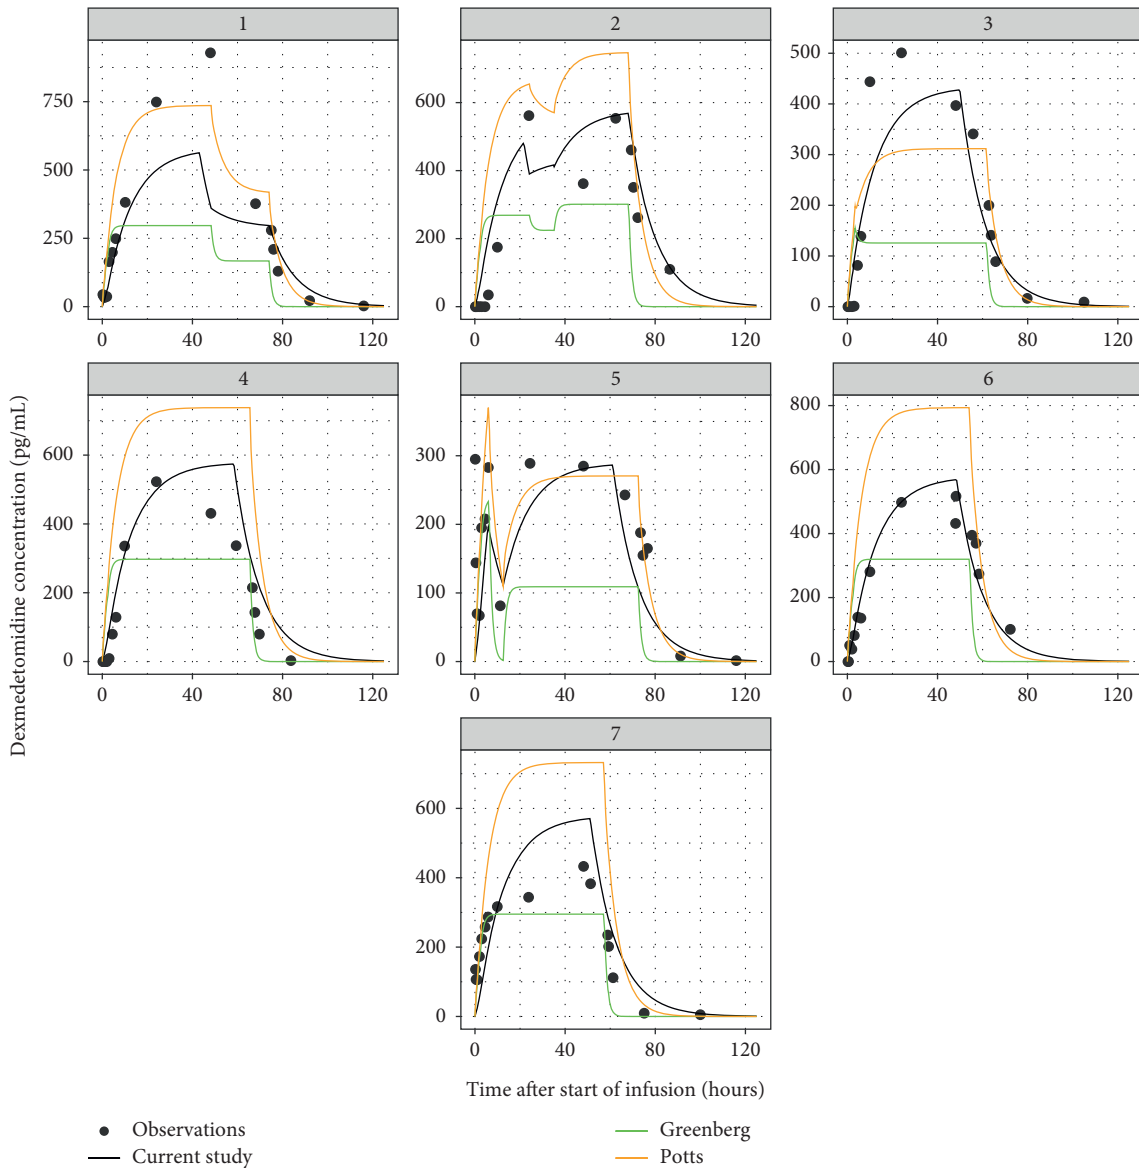 1
2
3
750
500
250
0
600
400
200
0
500
400
300
200
100
0
0 40 80 120
0 40 80 120
0 40 80 120
4
5
6
600
400
200
0
300
200
100
0
800
600
400
200
0
0 40 80 120
0 40 80 120
0 40 80 120
Dexmedetomidine concentration (pg/mL)
7
600
400
200
0
0 40 80 120
Time after start of infusion (hours)
Observations
Current study
Greenberg
Potts